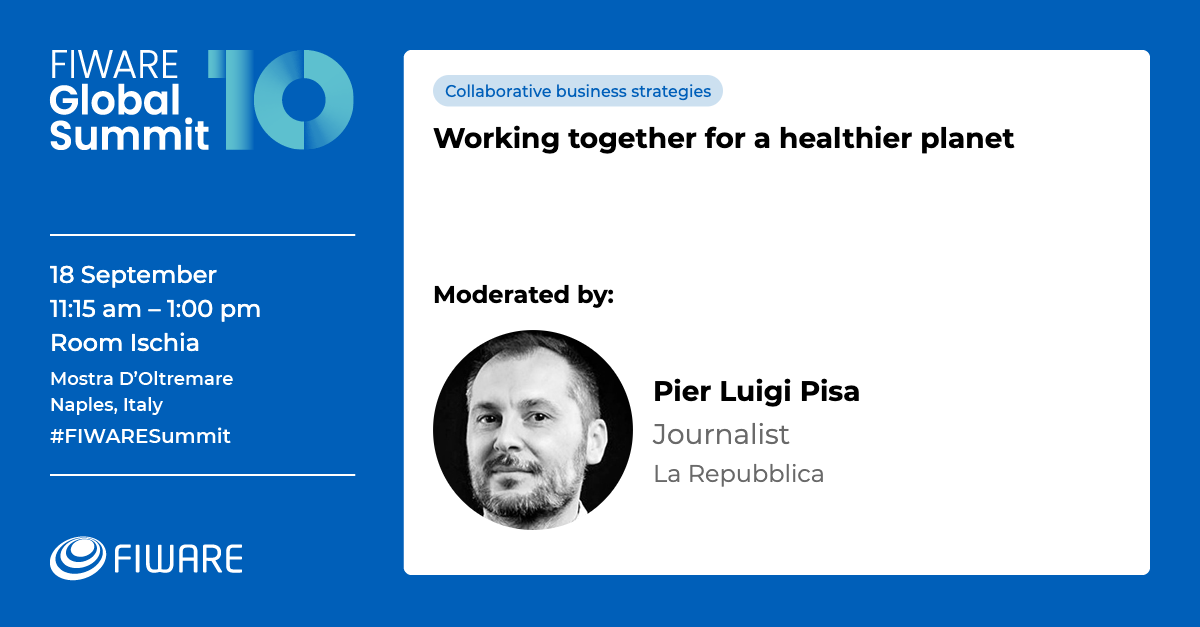 FIWARE
Global
Summit 10
18 September
11:15 am – 1:00 pm
Room Ischia
Mostra D’Oltremare
Naples, Italy
#FIWARESummit
FIWARE
Collaborative business strategies
Working together for a healthier planet
Moderated by:
Pier Luigi Pisa
Journalist
La Repubblica